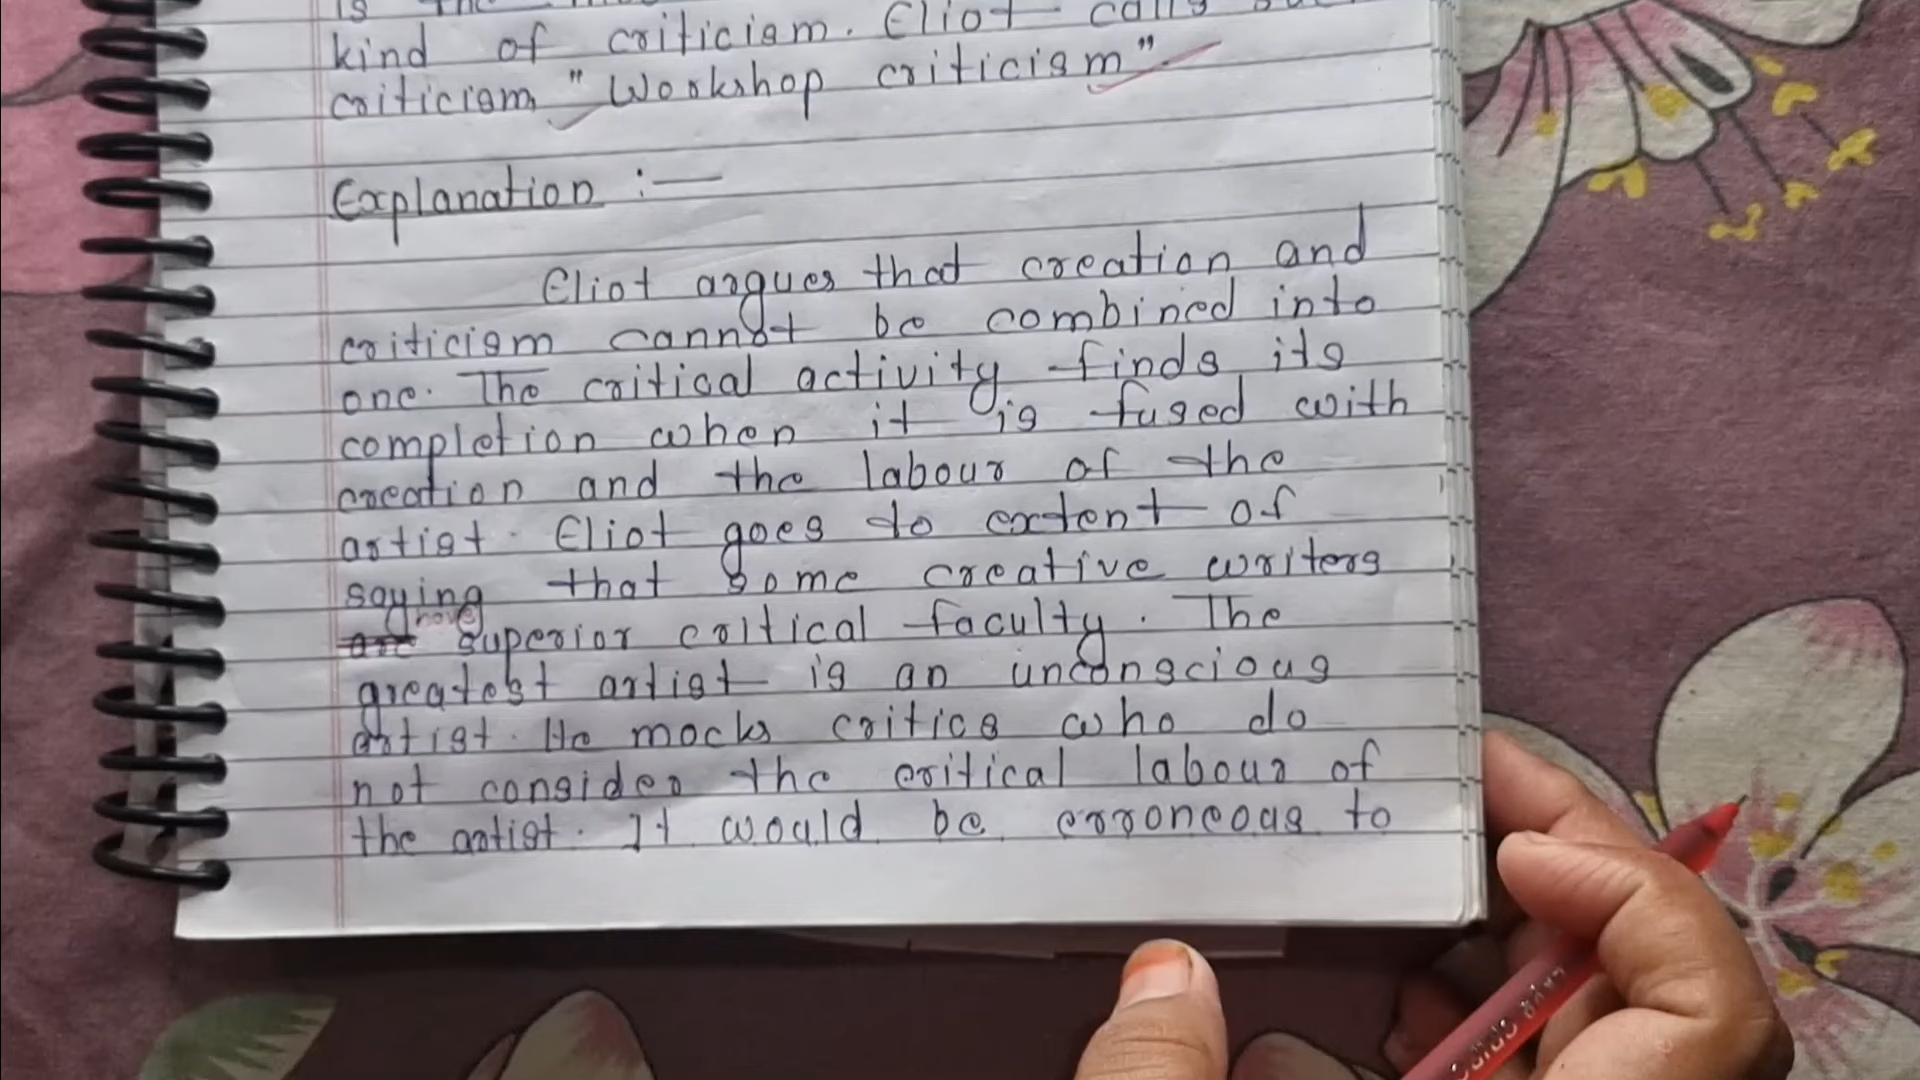 is the
kind of criticism. Eliot calls such
criticism "Workshop criticism".
Explanation :—
Eliot argues that creation and
criticism cannot be combined into
one. The critical activity finds its
completion when it is fused with
creation and the labour of the
artist. Eliot goes to extent of
saying that some creative writers
have
are superior critical faculty. The
greatest artist is an unconscious
artist. He mocks critics who do
not consider the critical labour of
the artist. It would be erroneous to